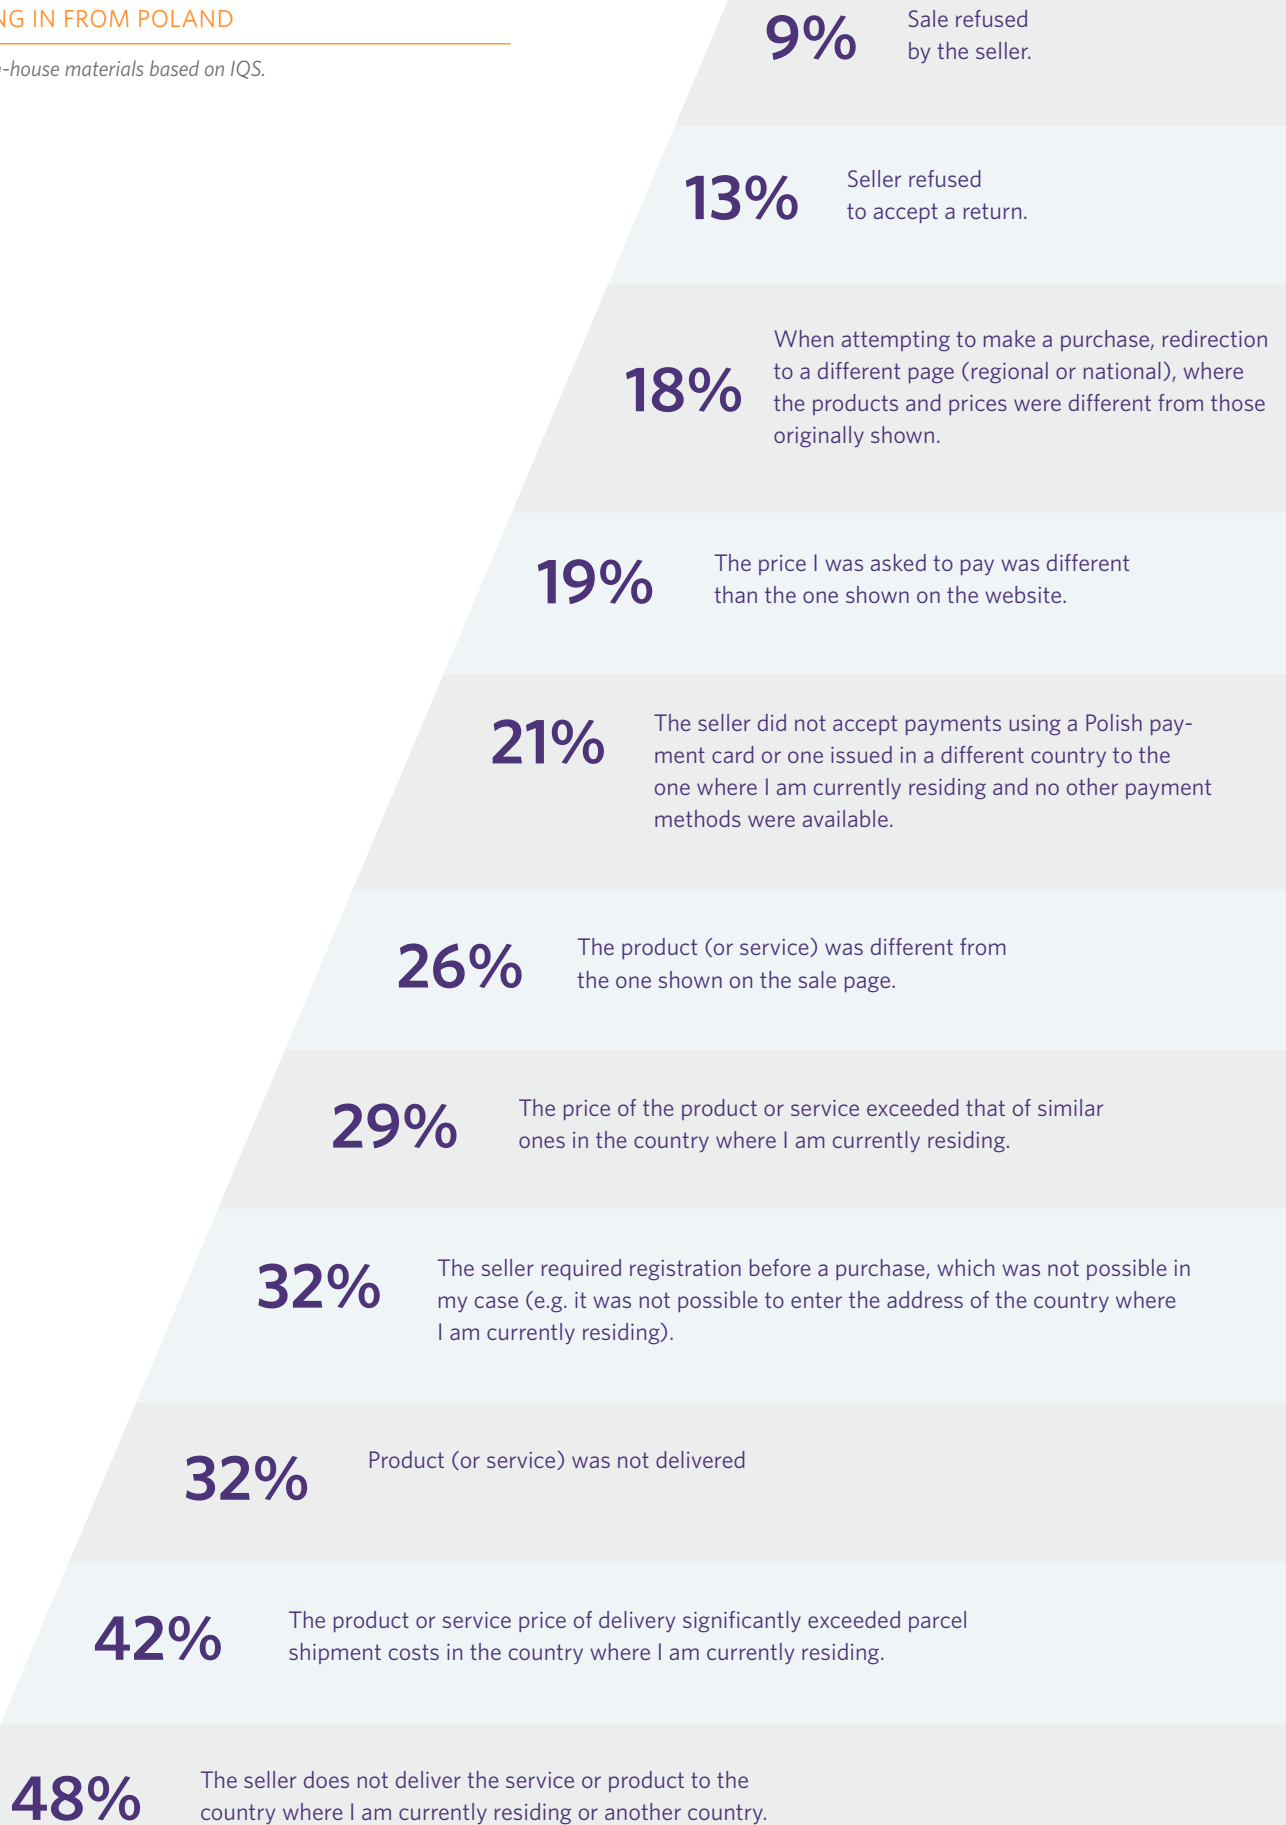 NG IN FROM POLAND
-house materials based on IQS.
9%
Sale refused
by the seller.
13%
Seller refused
to accept a return.
18%
When attempting to make a purchase, redirection
to a different page (regional or national), where
the products and prices were different from those
originally shown.
19%
The price I was asked to pay was different
than the one shown on the website.
21%
The seller did not accept payments using a Polish pay-
ment card or one issued in a different country to the
one where I am currently residing and no other payment
methods were available.
26%
The product (or service) was different from
the one shown on the sale page.
29%
The price of the product or service exceeded that of similar
ones in the country where I am currently residing.
32%
The seller required registration before a purchase, which was not possible in
my case (e.g. it was not possible to enter the address of the country where
I am currently residing).
32%
Product (or service) was not delivered
42%
The product or service price of delivery significantly exceeded parcel
shipment costs in the country where I am currently residing.
48%
The seller does not deliver the service or product to the
country where I am currently residing or another country.